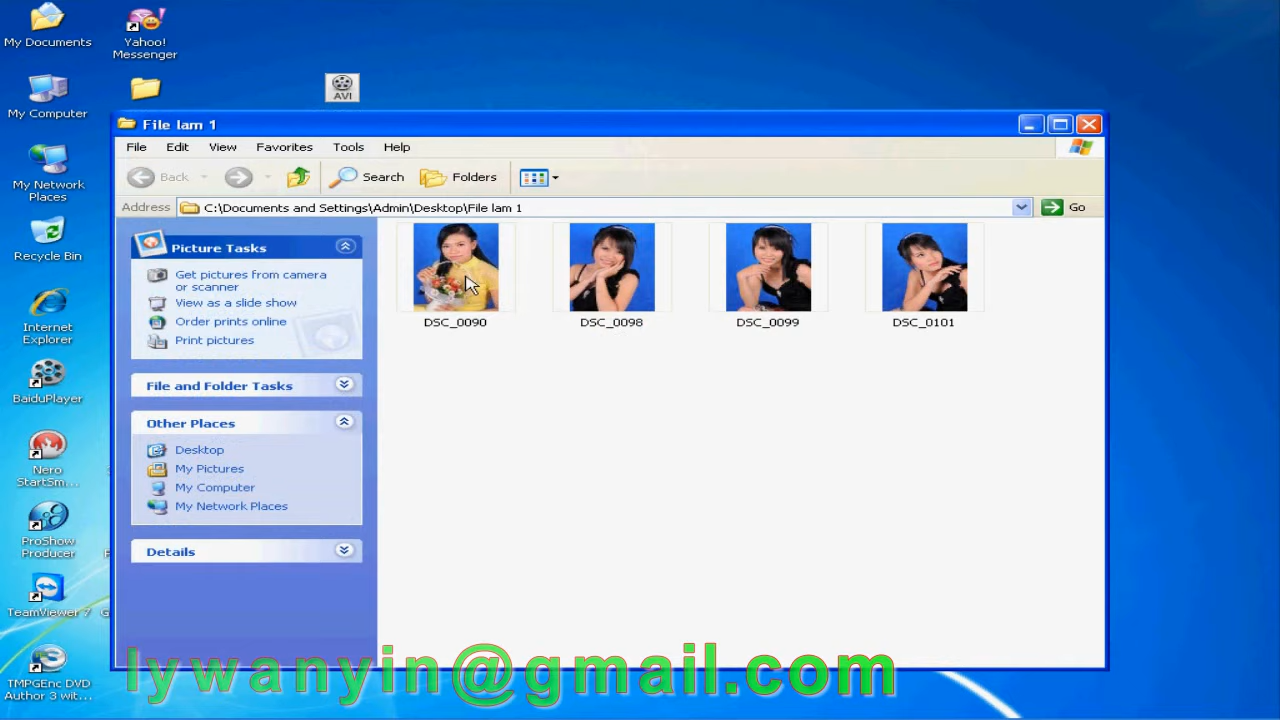 My Documents
Yahoo!
Messenger
My Computer
AVI
File lam 1
File Edit View Favorites Tools Help
Back Search Folders
Address C:\Documents and Settings\Admin\Desktop\File lam 1 Go
My Network
Places
Recycle Bin
Internet
Explorer
BaiduPlayer
Nero
StartSm...
ProShow
Producer
TeamViewer 7
TMPGEnc DVD
Author 3 wit...
Picture Tasks
Get pictures from camera
or scanner
View as a slide show
Order prints online
Print pictures
File and Folder Tasks
Other Places
Desktop
My Pictures
My Computer
My Network Places
Details
DSC_0090 DSC_0098 DSC_0099 DSC_0101
lywanyin@gmail.com